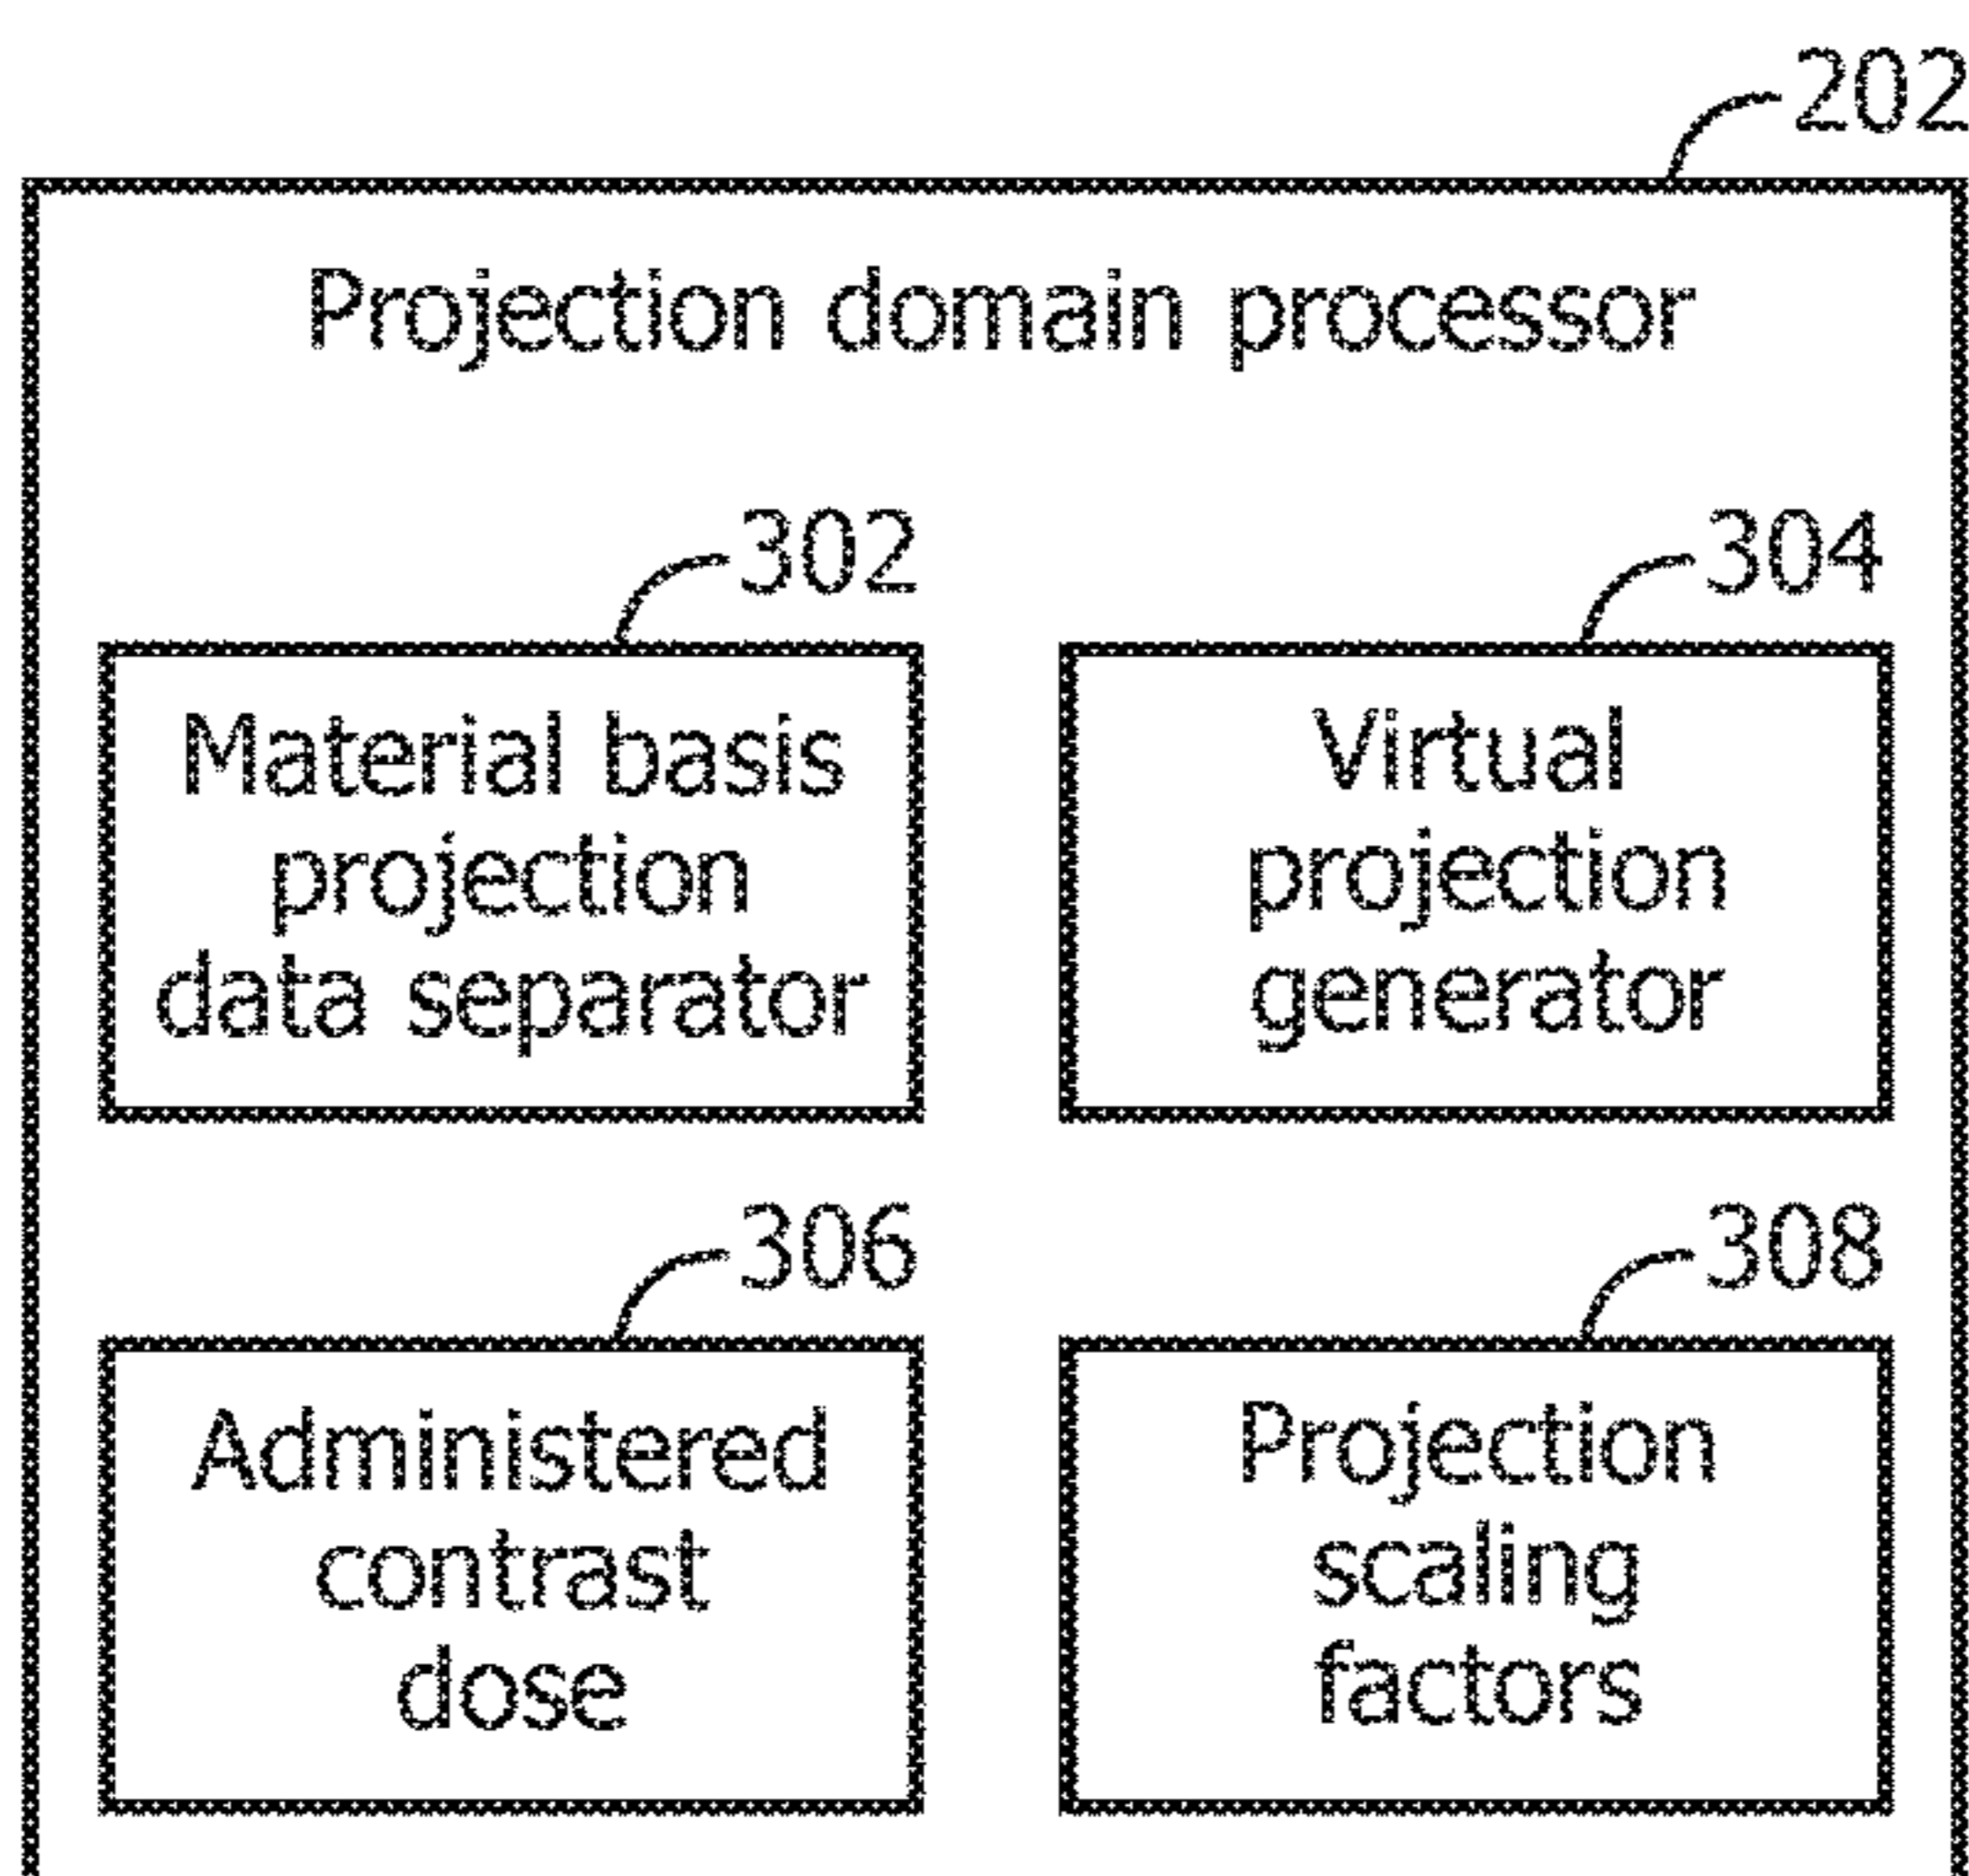 202
Projection domain processor
302
Material basis
projection
data separator
304
Virtual
projection
generator
306
Administered
contrast
dose
308
Projection
scaling
factors